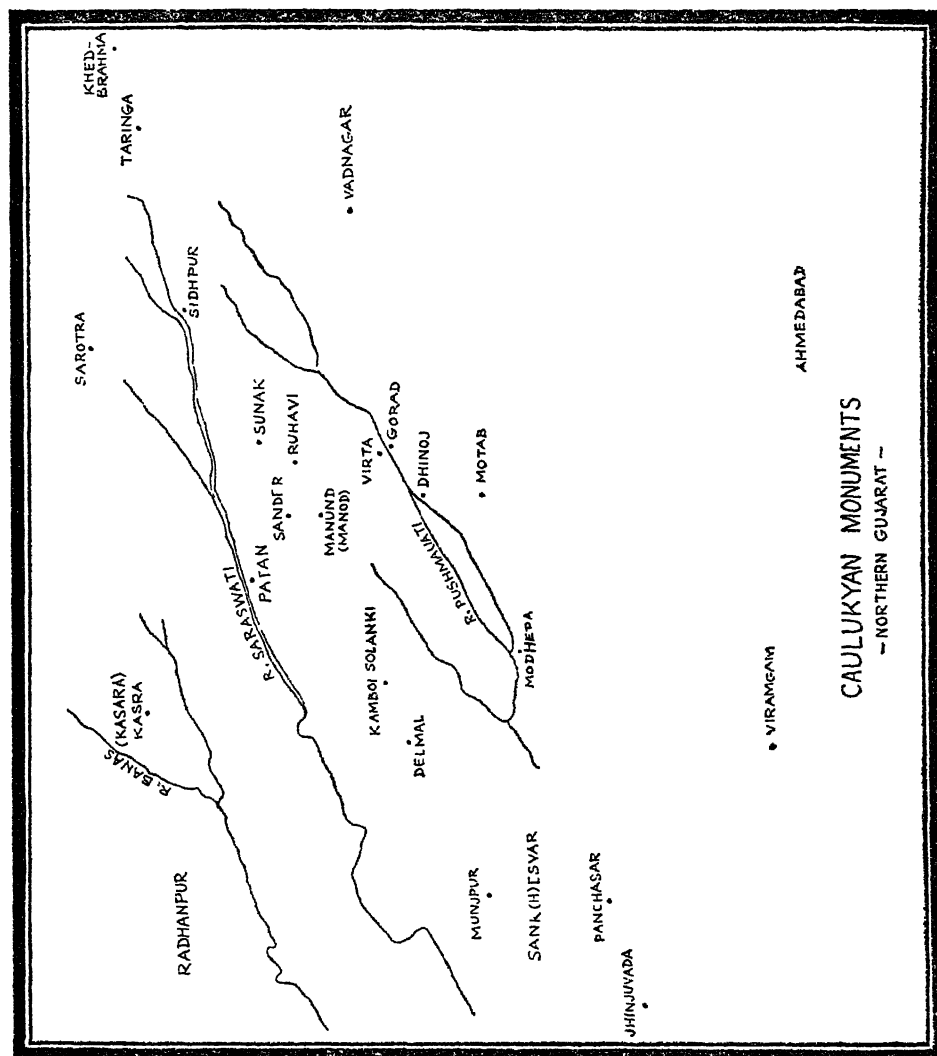 KHED-
BRAHMA
TARINGA
SAROTRA
SIDHPUR
VADNAGAR
SUNAK
RUHAVI
SANDER
MANUND
(MANOD)
VIRTA
GORAD
DHINOJ
MOTAB
AHMEDABAD
PATAN
R. SARASWATI
R. PUSHMAVATI
KAMBOI SOLANKI
DELMAL
MODHERA
(KASARA)
KASRA
R. BANAS
RADHANPUR
MUNJPUR
SANK(H)ESVAR
PANCHASAR
JHINJUVADA
VIRAMGAM
CAULUKYAN MONUMENTS
- NORTHERN GUJARAT -